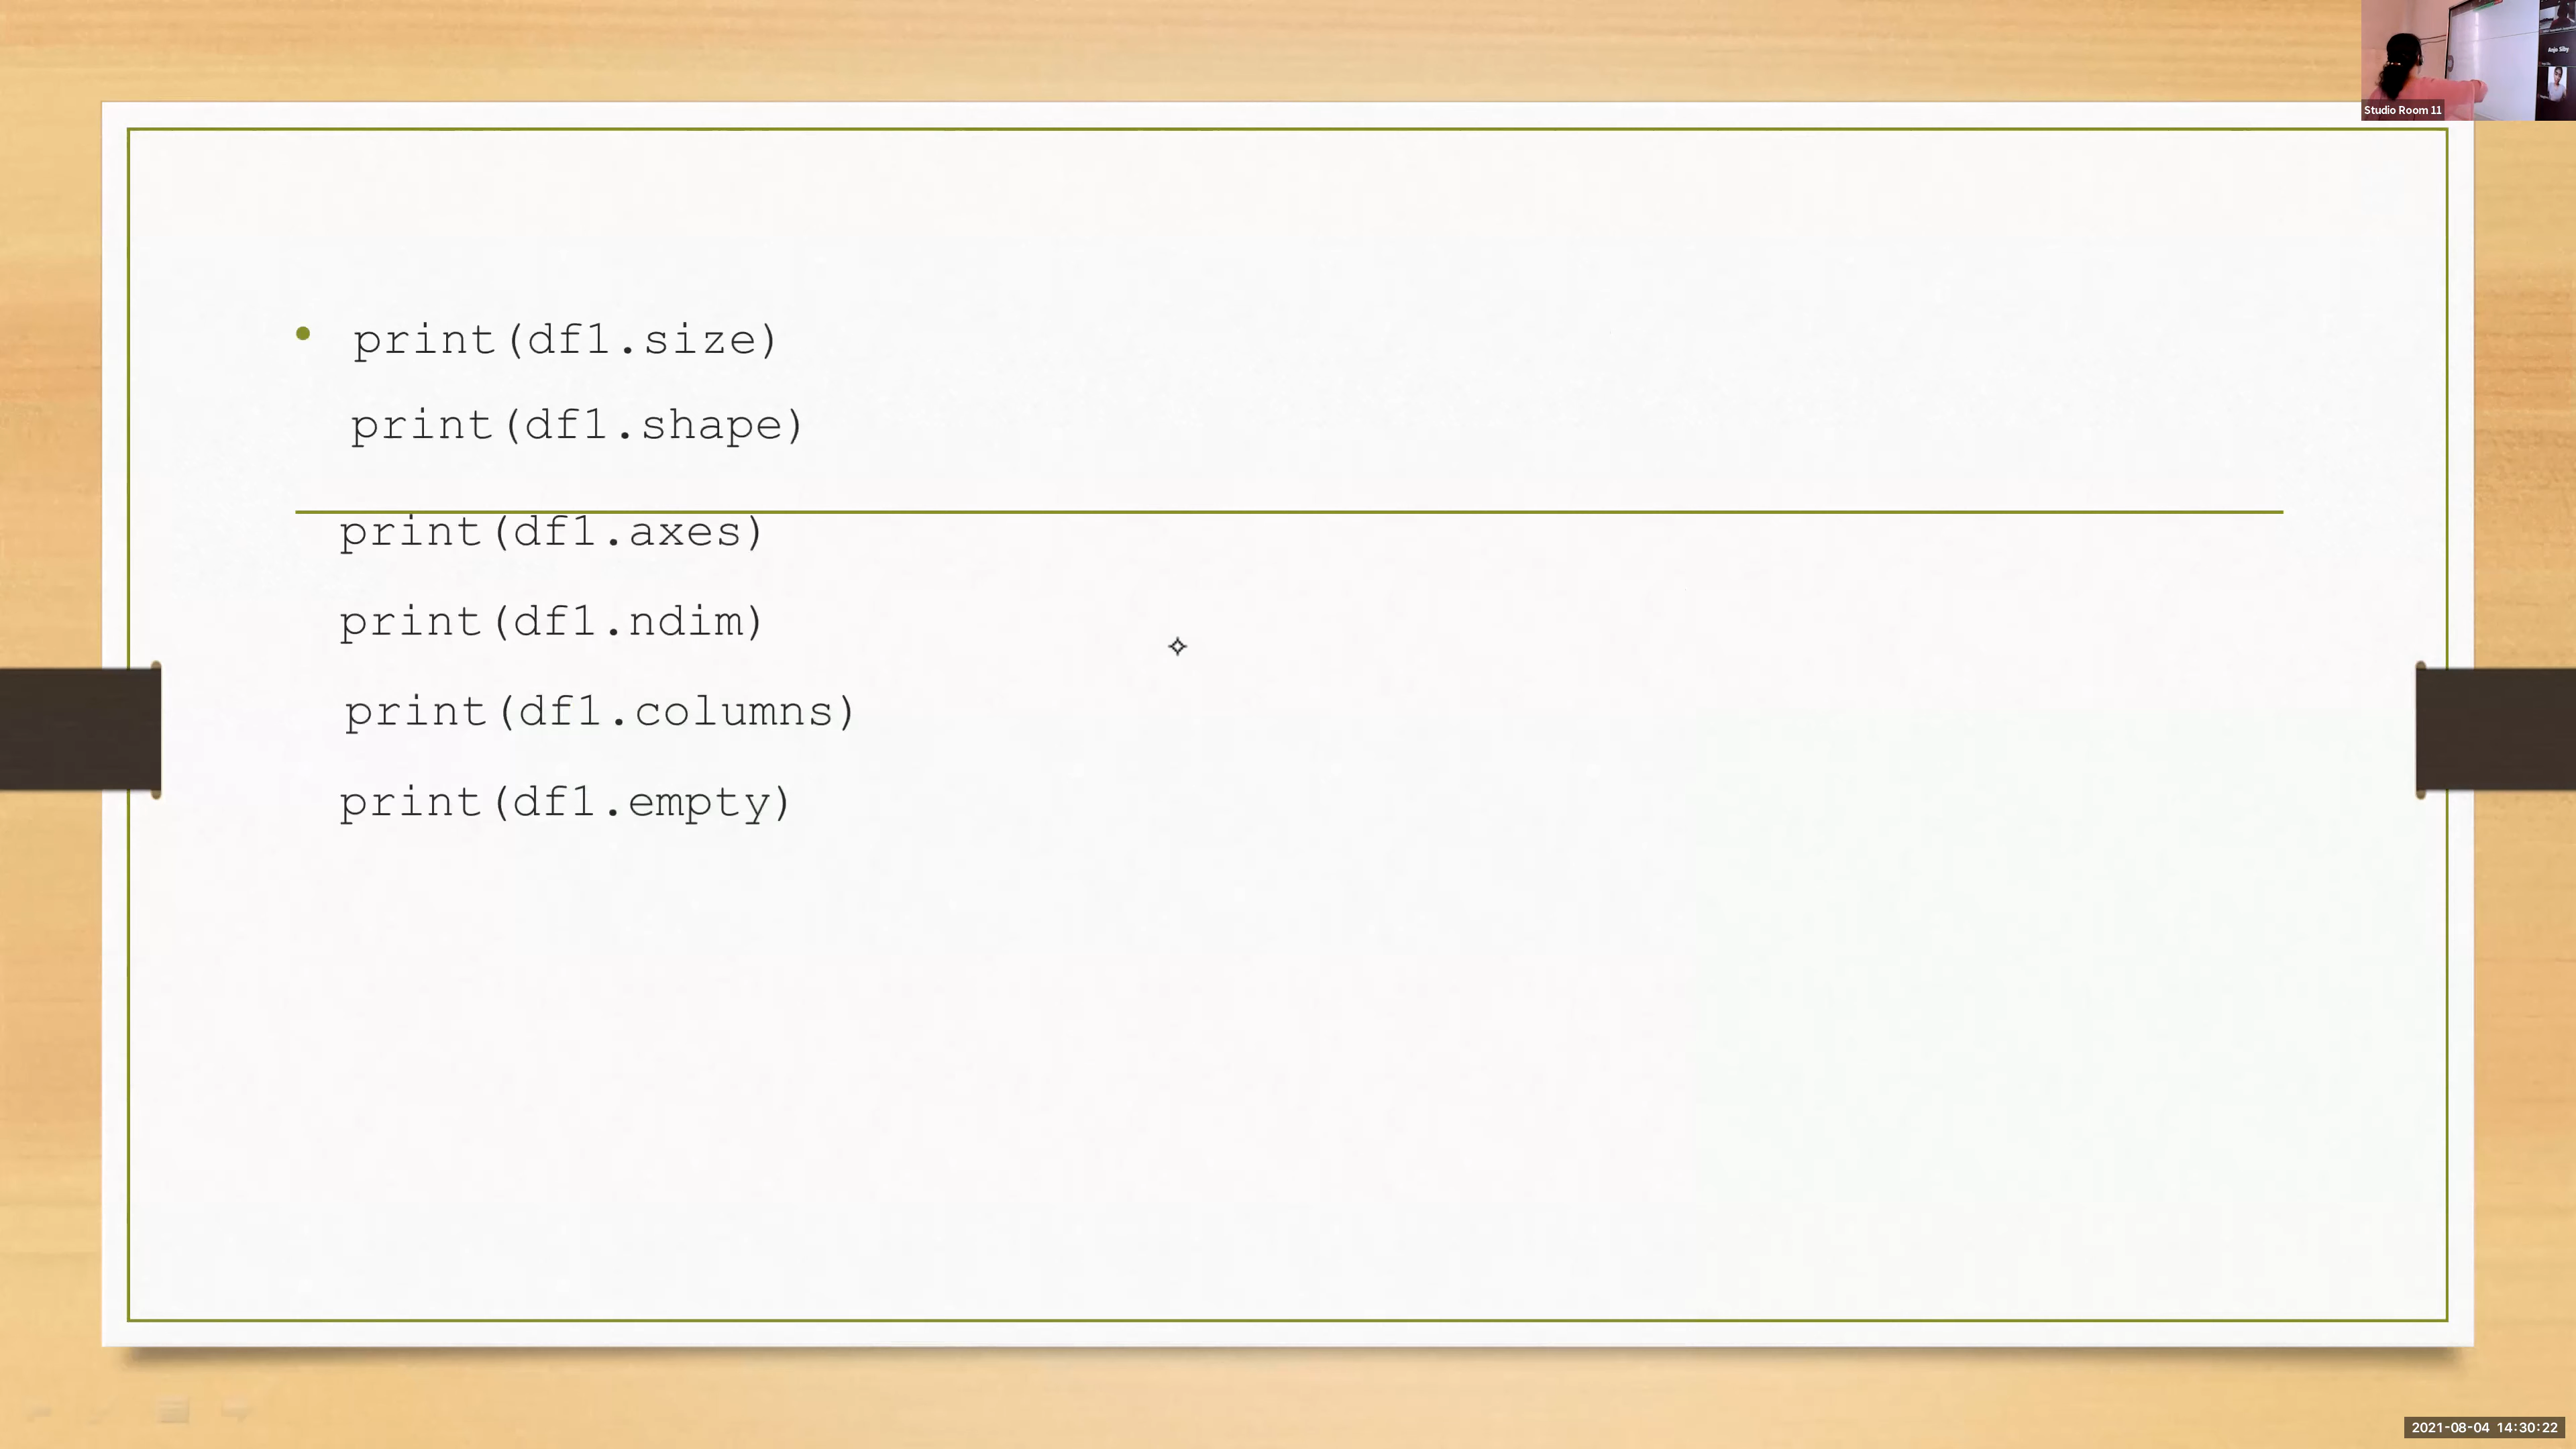 Studio Room 11
• print(df1.size)
print(df1.shape)
print(df1.axes)
print(df1.ndim)
print(df1.columns)
print(df1.empty)
2021-08-04 14:30:22